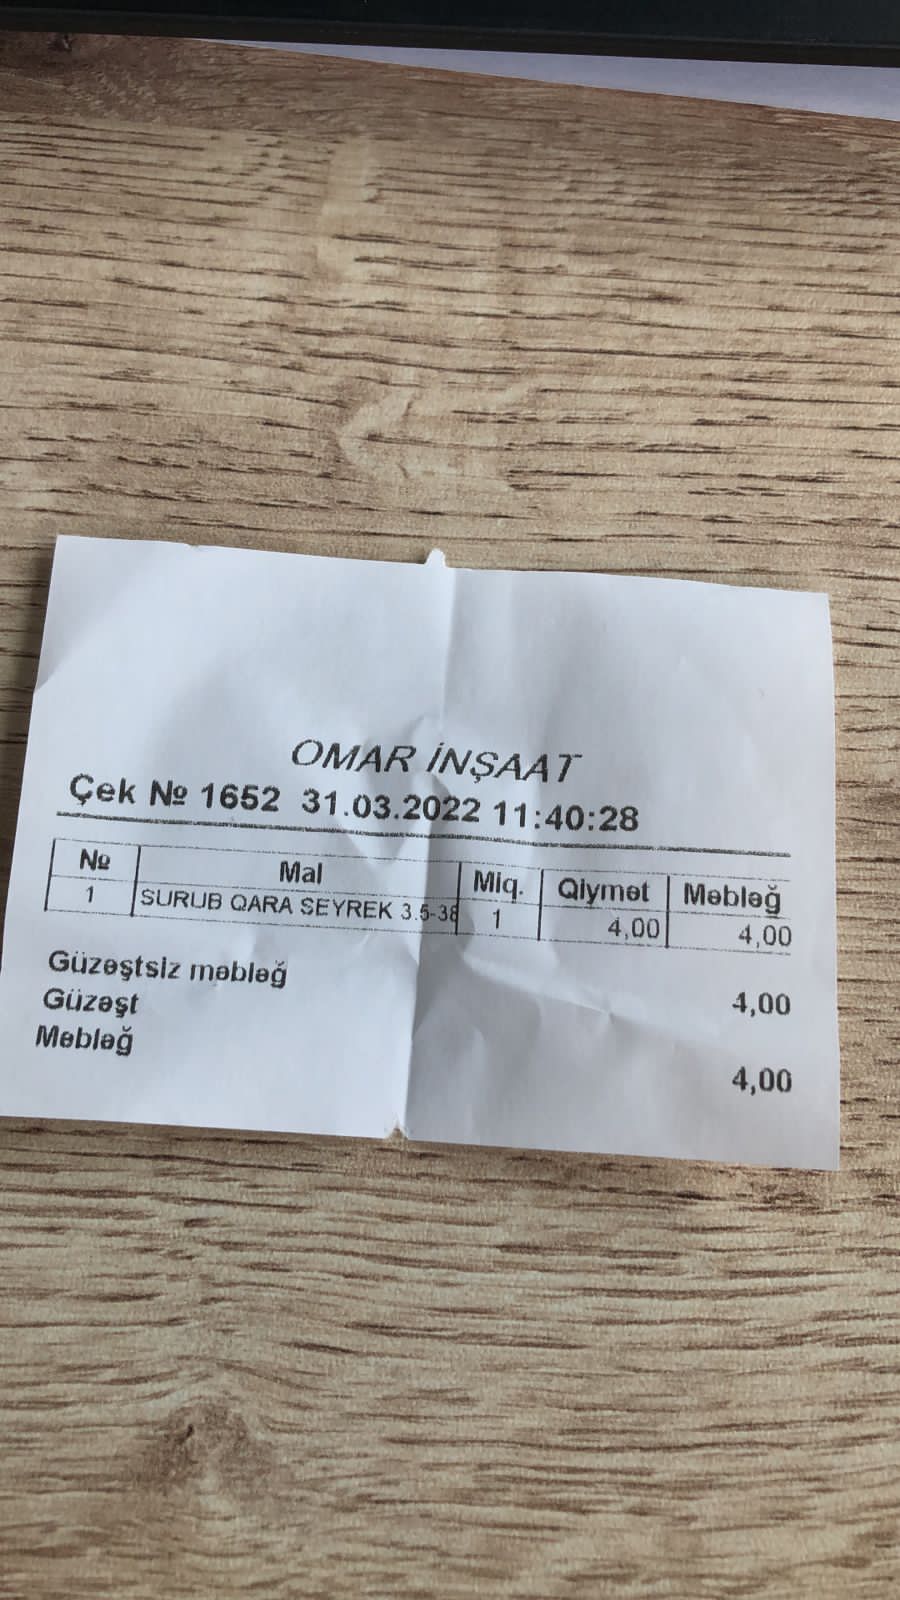 OMAR İNŞAAT
Çek № 1652 31.03.2022 11:40:28
№ Mal Miq. Qiymət Məbləğ
1 SURUB QARA SEYREK 3.5-38 1 4,00 4,00
Güzəştsiz məbləğ 4,00
Güzəşt
Məbləğ 4,00